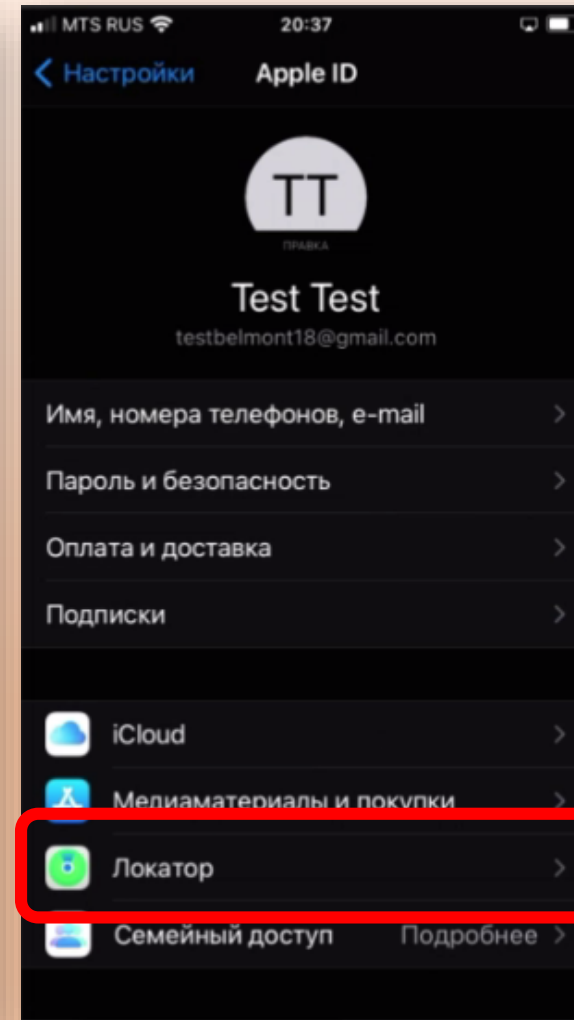 MTS RUS 20:37
Настройки Apple ID
TT
ПРАВКА
Test Test
testbelmont18@gmail.com
Имя, номера телефонов, e-mail
Пароль и безопасность
Оплата и доставка
Подписки
iCloud
Медиаматериалы и покупки
Локатор
Семейный доступ Подробнее